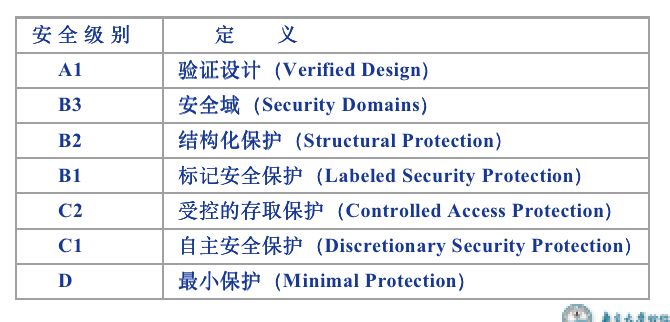 安全级别 定 义
A1 验证设计（Verified Design）
B3 安全域（Security Domains）
B2 结构化保护（Structural Protection）
B1 标记安全保护（Labeled Security Protection）
C2 受控的存取保护（Controlled Access Protection）
C1 自主安全保护（Discretionary Security Protection）
D 最小保护（Minimal Protection）